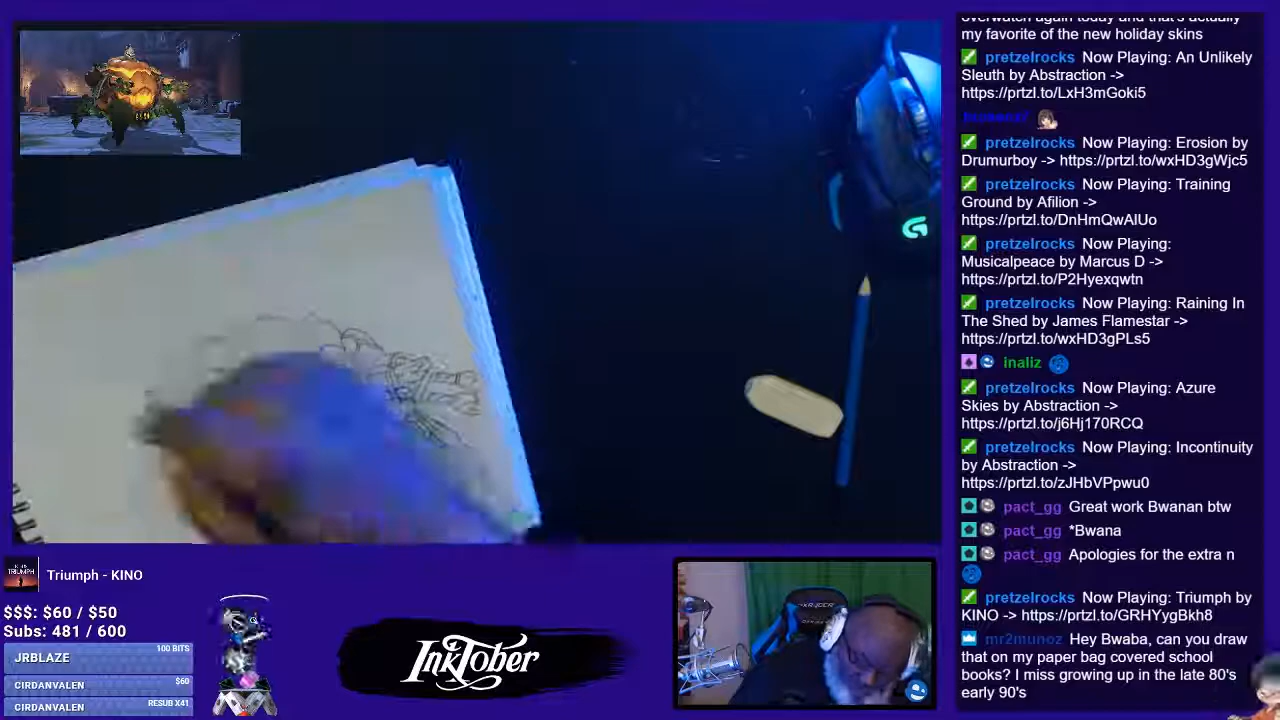 overwatch again today and that's actually
my favorite of the new holiday skins
pretzelrocks Now Playing: An Unlikely
Sleuth by Abstraction ->
https://prtzl.to/LxH3mGoki5
pretzelrocks Now Playing: Erosion by
Drumurboy -> https://prtzl.to/wxHD3gWjc5
pretzelrocks Now Playing: Training
Ground by Afilion ->
https://prtzl.to/DnHmQwAlUo
pretzelrocks Now Playing:
Musicalpeace by Marcus D ->
https://prtzl.to/P2Hyexqwtn
pretzelrocks Now Playing: Raining In
The Shed by James Flamestar ->
https://prtzl.to/wxHD3gPLs5
inaliz
pretzelrocks Now Playing: Azure
Skies by Abstraction ->
https://prtzl.to/j6Hj170RCQ
pretzelrocks Now Playing: Incontinuity
by Abstraction ->
https://prtzl.to/zJHbVPpwu0
pact_gg Great work Bwanan btw
pact_gg *Bwana
pact_gg Apologies for the extra n
pretzelrocks Now Playing: Triumph by
KINO -> https://prtzl.to/GRHYygBkh8
mr2munoz Hey Bwaba, can you draw
that on my paper bag covered school
books? I miss growing up in the late 80's
early 90's
TRIUMPH
Triumph - KINO
$$$: $60 / $50
Subs: 481 / 600
JRBLAZE 100 BITS
CIRDANVALEN $60
CIRDANVALEN RESUB X41
INKTOBER